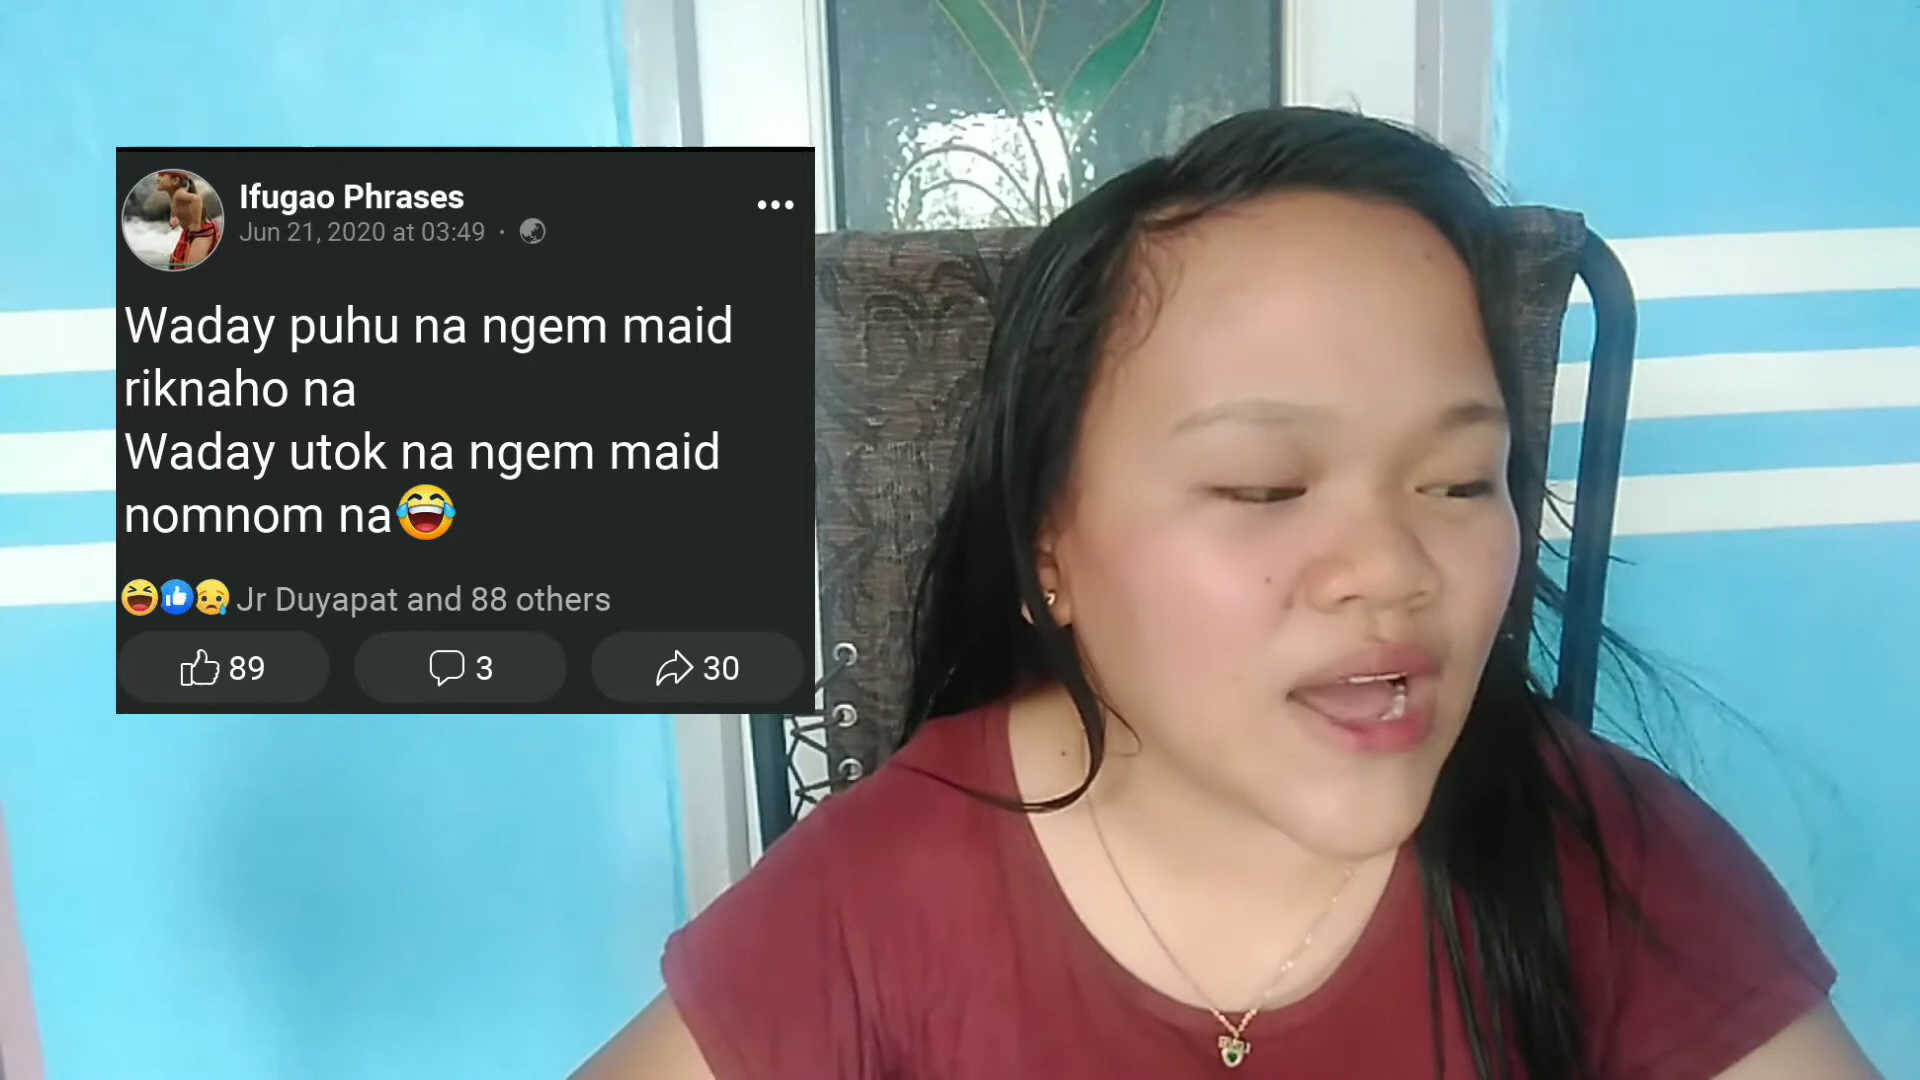 Ifugao Phrases
Jun 21, 2020 at 03:49 ·
Waday puhu na ngem maid
riknaho na
Waday utok na ngem maid
nomnom na😂
Jr Duyapat and 88 others
89
3
30